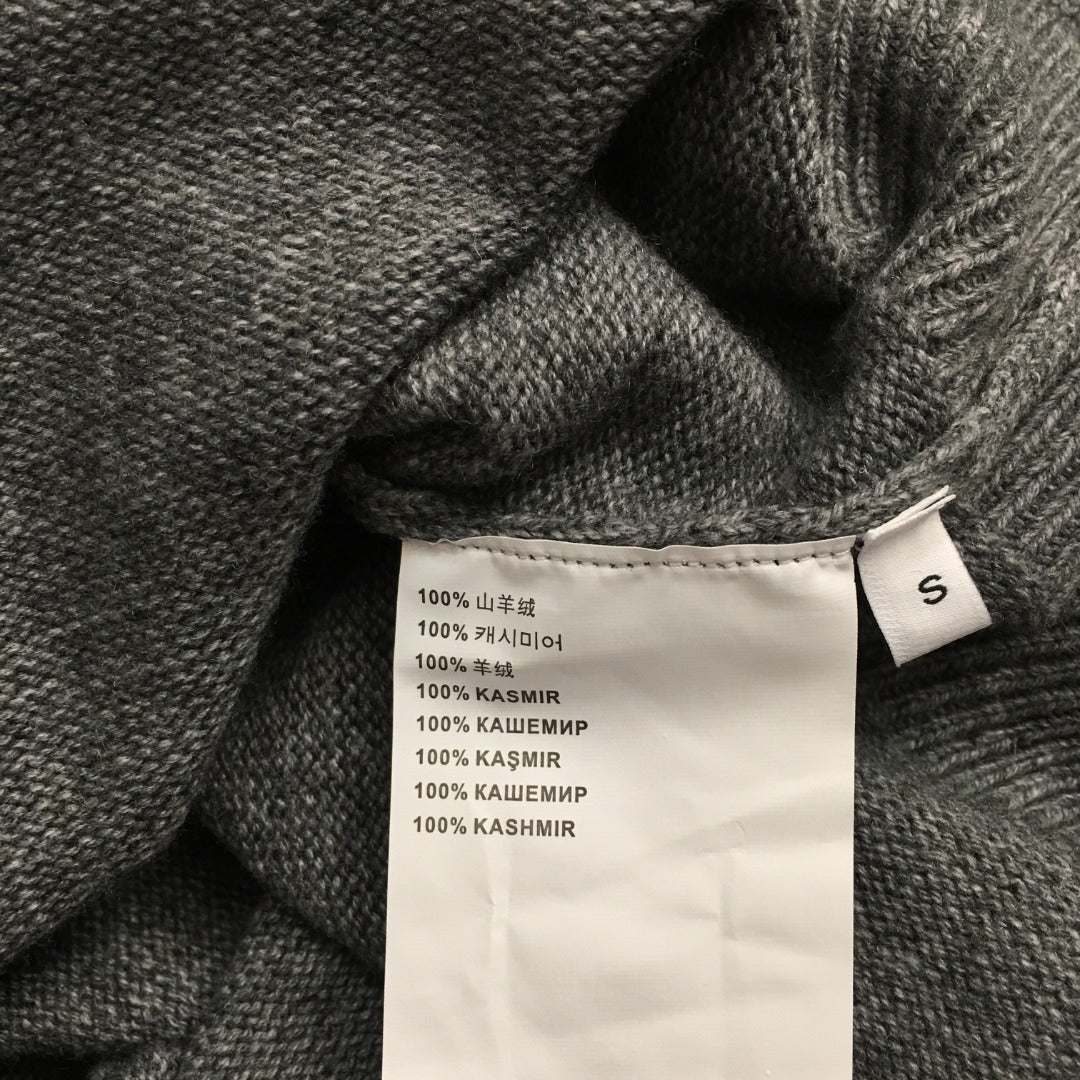 100% 山羊绒
100% 캐시미어
100% 羊绒
100% KASMIR
100% КАШЕМИР
100% KAŞMIR
100% КАШЕМИР
100% KASHMIR
S